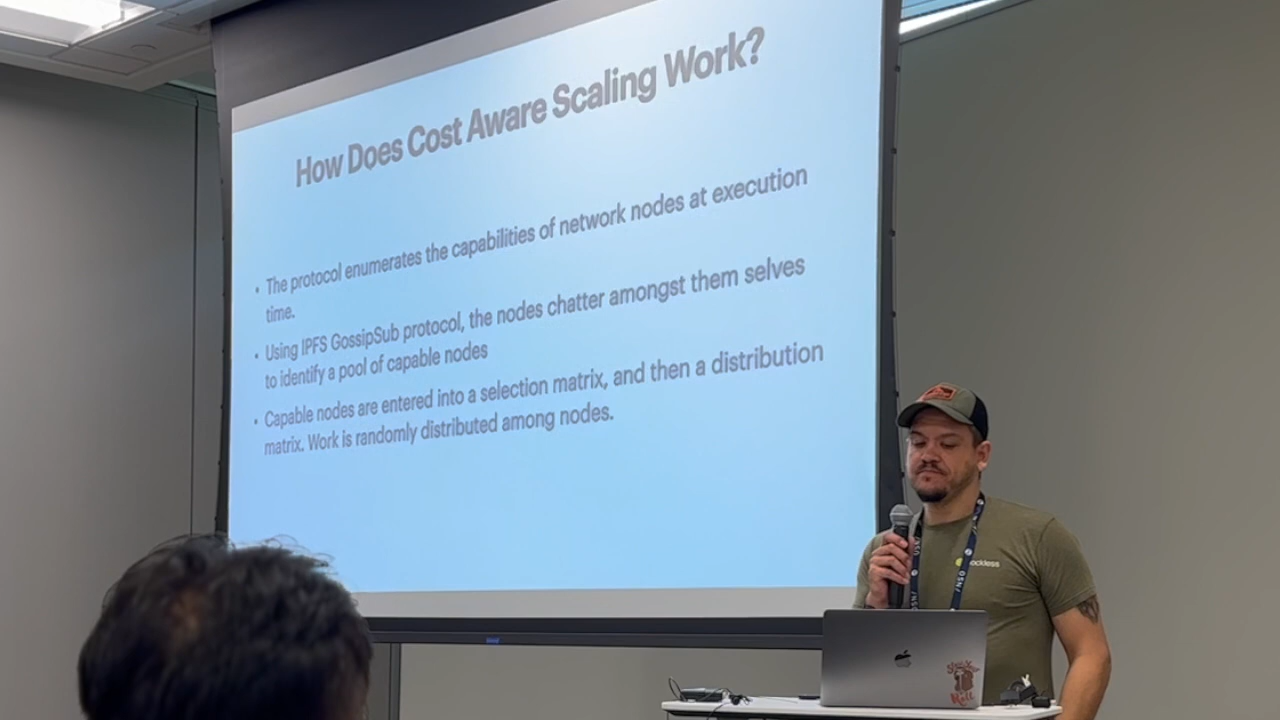 How Does Cost Aware Scaling Work?
• The protocol enumerates the capabilities of network nodes at execution
time.
• Using IPFS GossipSub protocol, the nodes chatter amongst them selves
to identify a pool of capable nodes
• Capable nodes are entered into a selection matrix, and then a distribution
matrix. Work is randomly distributed among nodes.